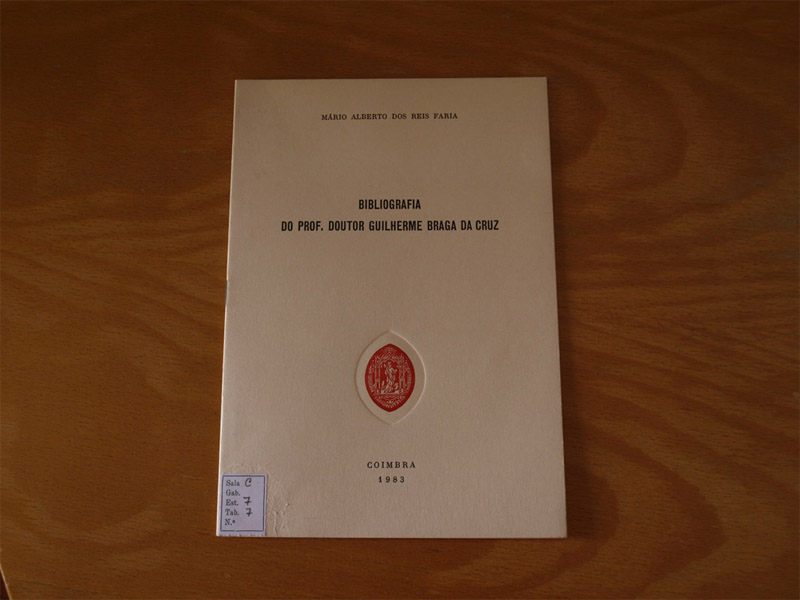 MÁRIO ALBERTO DOS REIS FARIA
BIBLIOGRAFIA
DO PROF. DOUTOR GUILHERME BRAGA DA CRUZ
COIMBRA
1983
Sala C
Gab.
Est. 7
Tab. 7
N.º